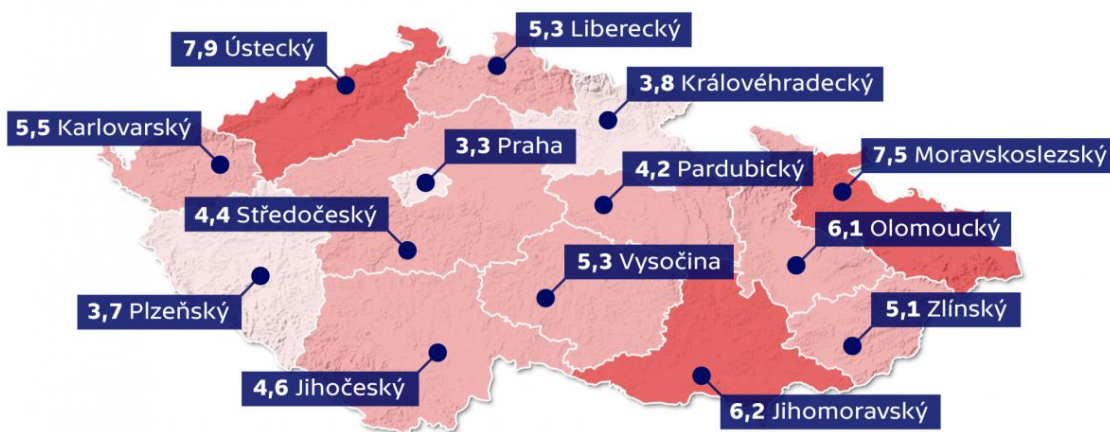 5,3 Liberecký
7,9 Ústecký
3,8 Královéhradecký
5,5 Karlovarský
3,3 Praha
4,2 Pardubický
7,5 Moravskoslezský
4,4 Středočeský
6,1 Olomoucký
5,3 Vysočina
3,7 Plzeňský
5,1 Zlínský
4,6 Jihočeský
6,2 Jihomoravský